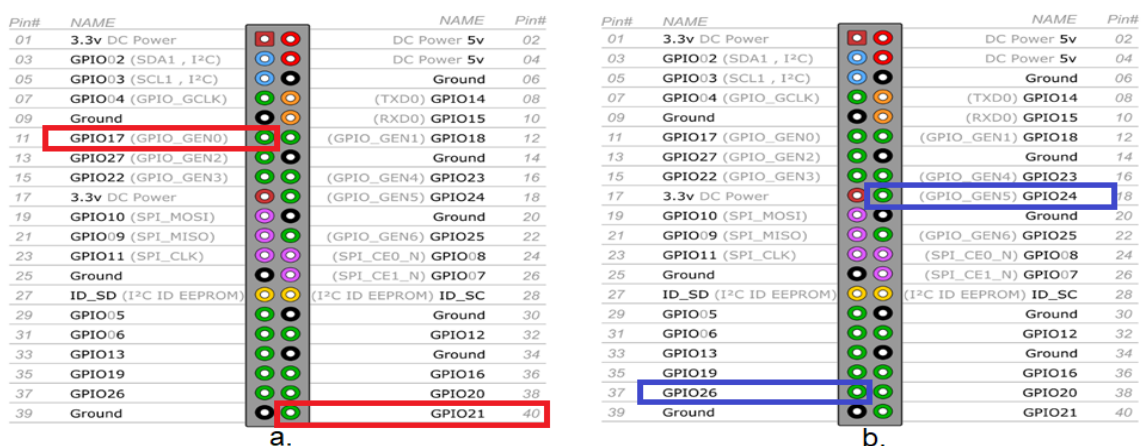 Pin# NAME NAME Pin#
01 3.3v DC Power DC Power 5v 02
03 GPIO02 (SDA1 , I²C) DC Power 5v 04
05 GPIO03 (SCL1 , I²C) Ground 06
07 GPIO04 (GPIO_GCLK) (TXD0) GPIO14 08
09 Ground (RXD0) GPIO15 10
11 GPIO17 (GPIO_GEN0) (GPIO_GEN1) GPIO18 12
13 GPIO27 (GPIO_GEN2) Ground 14
15 GPIO22 (GPIO_GEN3) (GPIO_GEN4) GPIO23 16
17 3.3v DC Power (GPIO_GEN5) GPIO24 18
19 GPIO10 (SPI_MOSI) Ground 20
21 GPIO09 (SPI_MISO) (GPIO_GEN6) GPIO25 22
23 GPIO11 (SPI_CLK) (SPI_CE0_N) GPIO08 24
25 Ground (SPI_CE1_N) GPIO07 26
27 ID_SD (I²C ID EEPROM) (I²C ID EEPROM) ID_SC 28
29 GPIO05 Ground 30
31 GPIO06 GPIO12 32
33 GPIO13 Ground 34
35 GPIO19 GPIO16 36
37 GPIO26 GPIO20 38
39 Ground GPIO21 40
a.
Pin# NAME NAME Pin#
01 3.3v DC Power DC Power 5v 02
03 GPIO02 (SDA1 , I²C) DC Power 5v 04
05 GPIO03 (SCL1 , I²C) Ground 06
07 GPIO04 (GPIO_GCLK) (TXD0) GPIO14 08
09 Ground (RXD0) GPIO15 10
11 GPIO17 (GPIO_GEN0) (GPIO_GEN1) GPIO18 12
13 GPIO27 (GPIO_GEN2) Ground 14
15 GPIO22 (GPIO_GEN3) (GPIO_GEN4) GPIO23 16
17 3.3v DC Power (GPIO_GEN5) GPIO24 18
19 GPIO10 (SPI_MOSI) Ground 20
21 GPIO09 (SPI_MISO) (GPIO_GEN6) GPIO25 22
23 GPIO11 (SPI_CLK) (SPI_CE0_N) GPIO08 24
25 Ground (SPI_CE1_N) GPIO07 26
27 ID_SD (I²C ID EEPROM) (I²C ID EEPROM) ID_SC 28
29 GPIO05 Ground 30
31 GPIO06 GPIO12 32
33 GPIO13 Ground 34
35 GPIO19 GPIO16 36
37 GPIO26 GPIO20 38
39 Ground GPIO21 40
b.